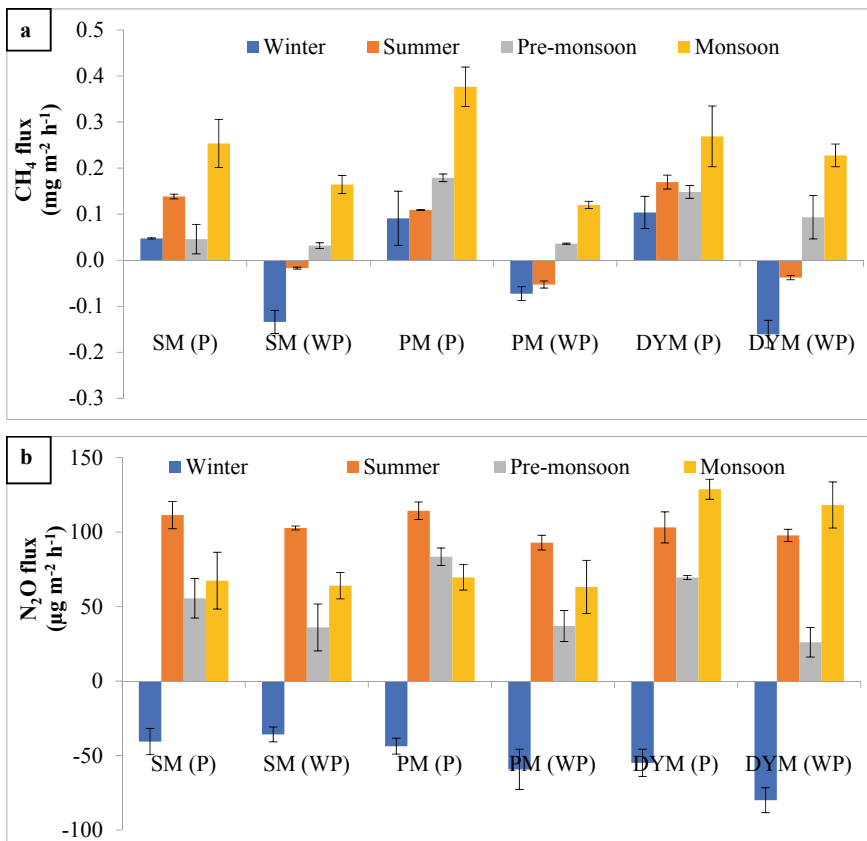 a
Winter Summer Pre-monsoon Monsoon
CH₄ flux
(mg m⁻² h⁻¹)
0.5
0.4
0.3
0.2
0.1
0.0
-0.1
-0.2
-0.3
SM (P) SM (WP) PM (P) PM (WP) DYM (P) DYM (WP)
b
Winter Summer Pre-monsoon Monsoon
N₂O flux
(µg m⁻² h⁻¹)
150
100
50
0
-50
-100
SM (P) SM (WP) PM (P) PM (WP) DYM (P) DYM (WP)